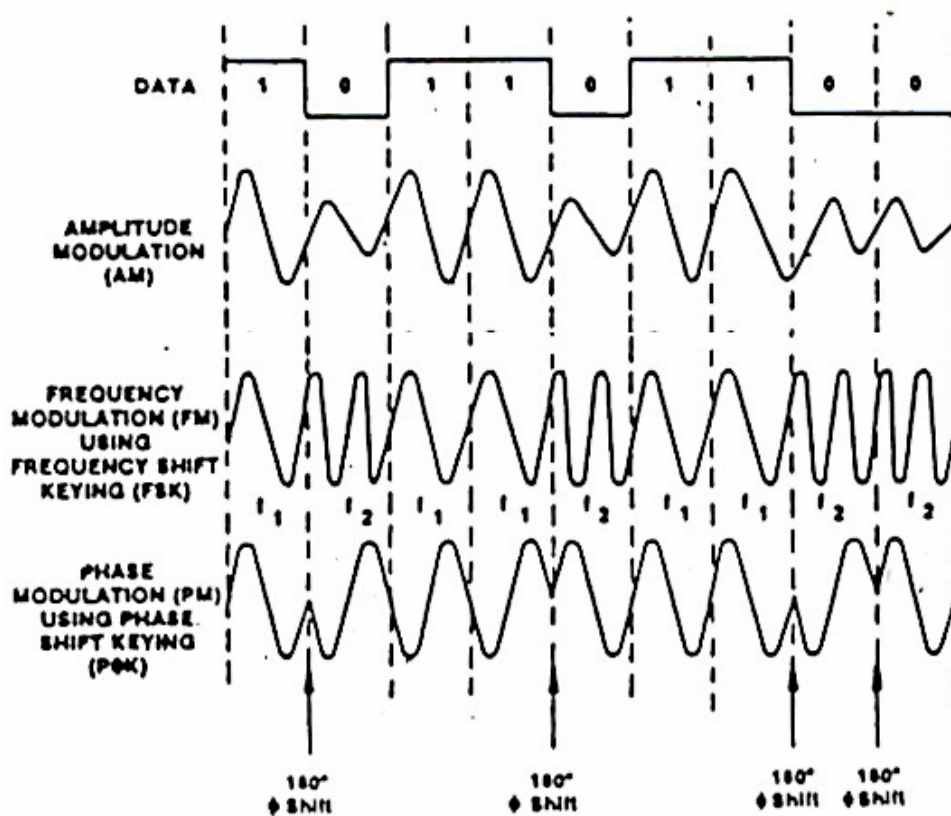 DATA
1 0 1 1 0 1 1 0 0
AMPLITUDE
MODULATION
(AM)
FREQUENCY
MODULATION (FM)
USING
FREQUENCY SHIFT
KEYING (FSK)
f1 f2 f1 f1 f2 f1 f1 f2 f2
PHASE
MODULATION (PM)
USING PHASE
SHIFT KEYING
(PΦK)
180° 180° 180° 180°
ϕ Shift ϕ Shift ϕ Shift ϕ Shift